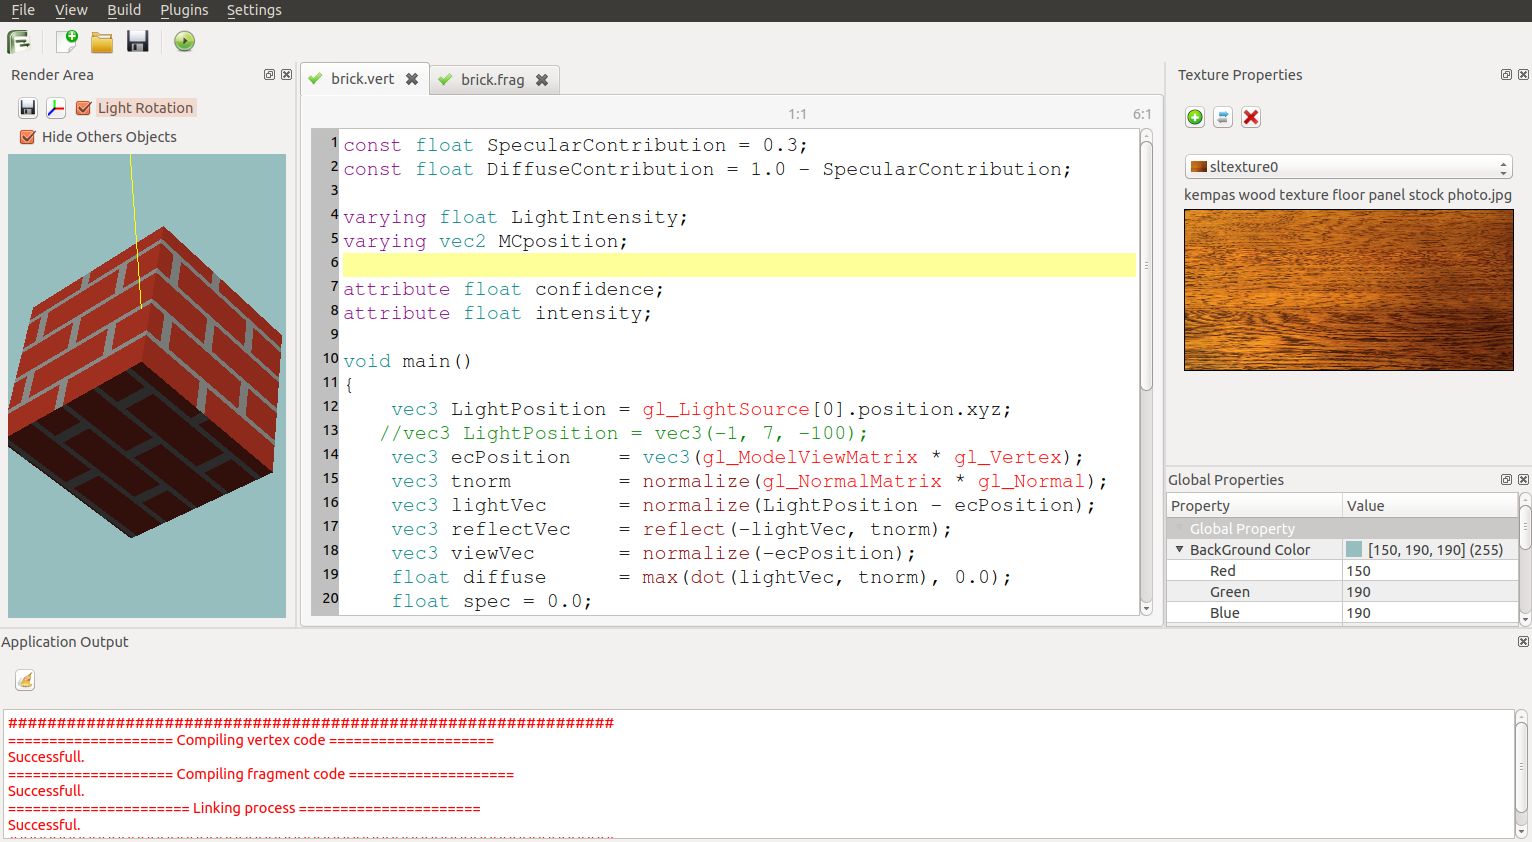 File View Build Plugins Settings
Render Area
Light Rotation
Hide Others Objects
brick.vert
brick.frag
1:1 6:1
1 const float SpecularContribution = 0.3;
2 const float DiffuseContribution = 1.0 - SpecularContribution;
3
4 varying float LightIntensity;
5 varying vec2 MCposition;
6
7 attribute float confidence;
8 attribute float intensity;
9
10 void main()
11 {
12 vec3 LightPosition = gl_LightSource[0].position.xyz;
13 //vec3 LightPosition = vec3(-1, 7, -100);
14 vec3 ecPosition = vec3(gl_ModelViewMatrix * gl_Vertex);
15 vec3 tnorm = normalize(gl_NormalMatrix * gl_Normal);
16 vec3 lightVec = normalize(LightPosition - ecPosition);
17 vec3 reflectVec = reflect(-lightVec, tnorm);
18 vec3 viewVec = normalize(-ecPosition);
19 float diffuse = max(dot(lightVec, tnorm), 0.0);
20 float spec = 0.0;
Texture Properties
sltexture0
kempas wood texture floor panel stock photo.jpg
Global Properties
Property Value
Global Property
BackGround Color [150, 190, 190] (255)
Red 150
Green 190
Blue 190
Application Output
##############################################################
==================== Compiling vertex code ====================
Successfull.
==================== Compiling fragment code ====================
Successfull.
====================== Linking process ======================
Successful.